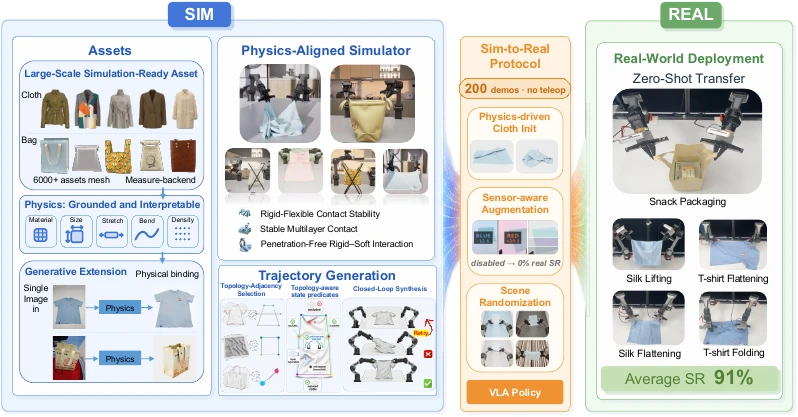 SIM
REAL
Assets
Large-Scale Simulation-Ready Asset
Cloth
Bag
6000+ assets mesh
Measure-backend
Physics: Grounded and Interpretable
Material
Size
Stretch
Bend
Density
Generative Extension
Physical binding
Single
Image
in
Physics
Physics
Physics-Aligned Simulator
Rigid-Flexible Contact Stability
Stable Multilayer Contact
Penetration-Free Rigid–Soft Interaction
Trajectory Generation
Topology-Adjacency
Selection
Topology-aware
state predicates
Closed-Loop Synthesis
Retry
Sim-to-Real
Protocol
200 demos · no teleop
Physics-driven
Cloth Init
Sensor-aware
Augmentation
BLUE
RED
disabled → 0% real SR
Scene
Randomization
VLA Policy
Real-World Deployment
Zero-Shot Transfer
Snack Packaging
Silk Lifting
T-shirt Flattening
Silk Flattening
T-shirt Folding
Average SR 91%